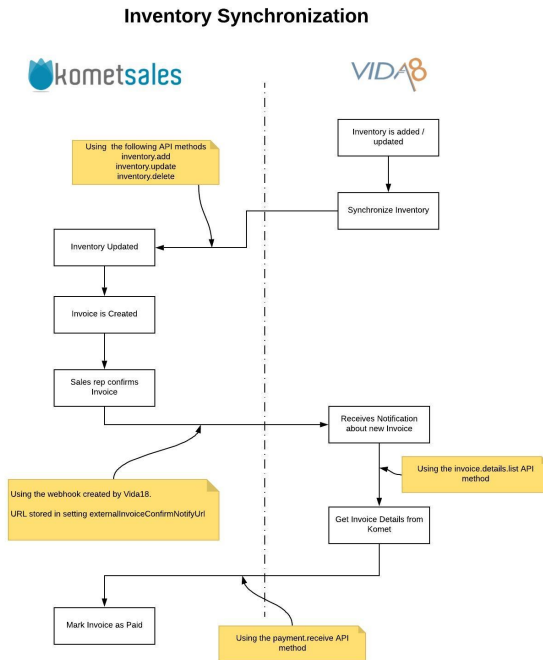 Inventory Synchronization
kometsales
VIDA8
Inventory is added /
updated
Using the following API methods
inventory.add
inventory.update
inventory.delete
Synchronize Inventory
Inventory Updated
Invoice is Created
Sales rep confirms
Invoice
Receives Notification
about new Invoice
Using the invoice.details.list API
method
Using the webhook created by Vida18.
URL stored in setting externalInvoiceConfirmNotifyUrl
Get Invoice Details from
Komet
Mark Invoice as Paid
Using the payment.receive API
method